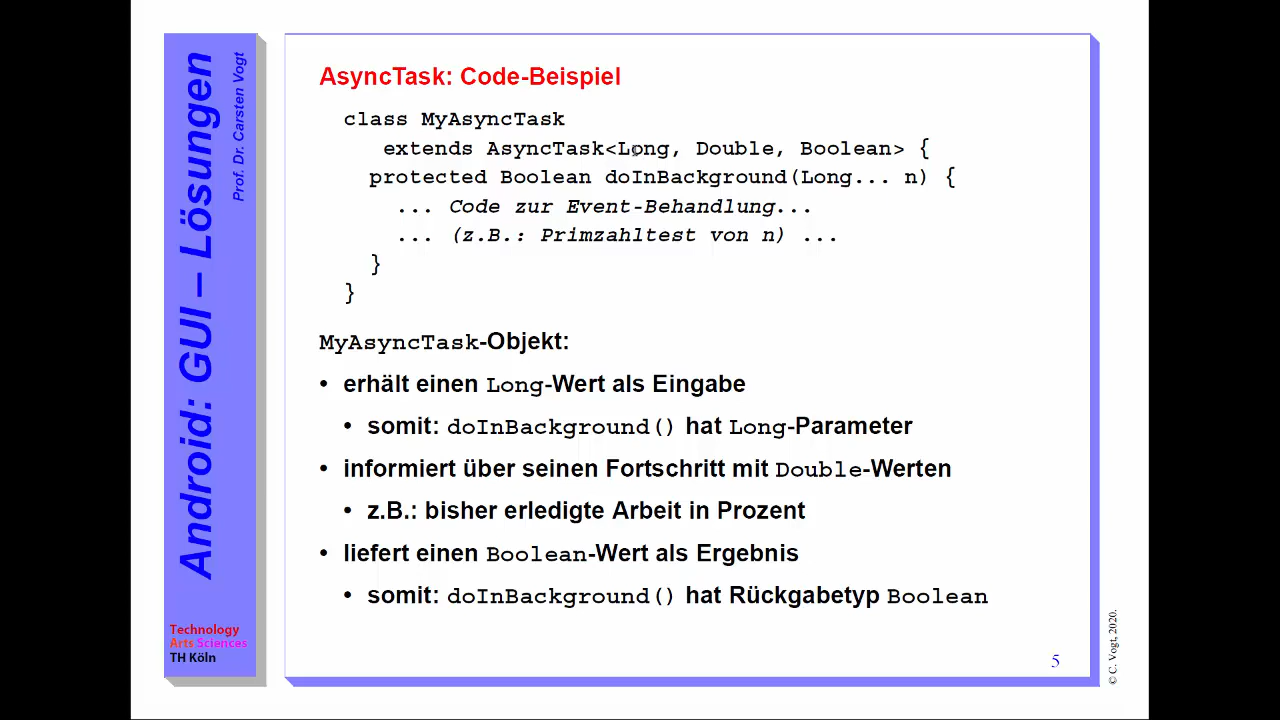 Android: GUI – Lösungen
Prof. Dr. Carsten Vogt
Technology
Arts Sciences
TH Köln
AsyncTask: Code-Beispiel
class MyAsyncTask
extends AsyncTask<Long, Double, Boolean> {
protected Boolean doInBackground(Long... n) {
... Code zur Event-Behandlung...
... (z.B.: Primzahltest von n) ...
}
}
MyAsyncTask-Objekt:
• erhält einen Long-Wert als Eingabe
• somit: doInBackground() hat Long-Parameter
• informiert über seinen Fortschritt mit Double-Werten
• z.B.: bisher erledigte Arbeit in Prozent
• liefert einen Boolean-Wert als Ergebnis
• somit: doInBackground() hat Rückgabetyp Boolean
5
© C. Vogt, 2020.